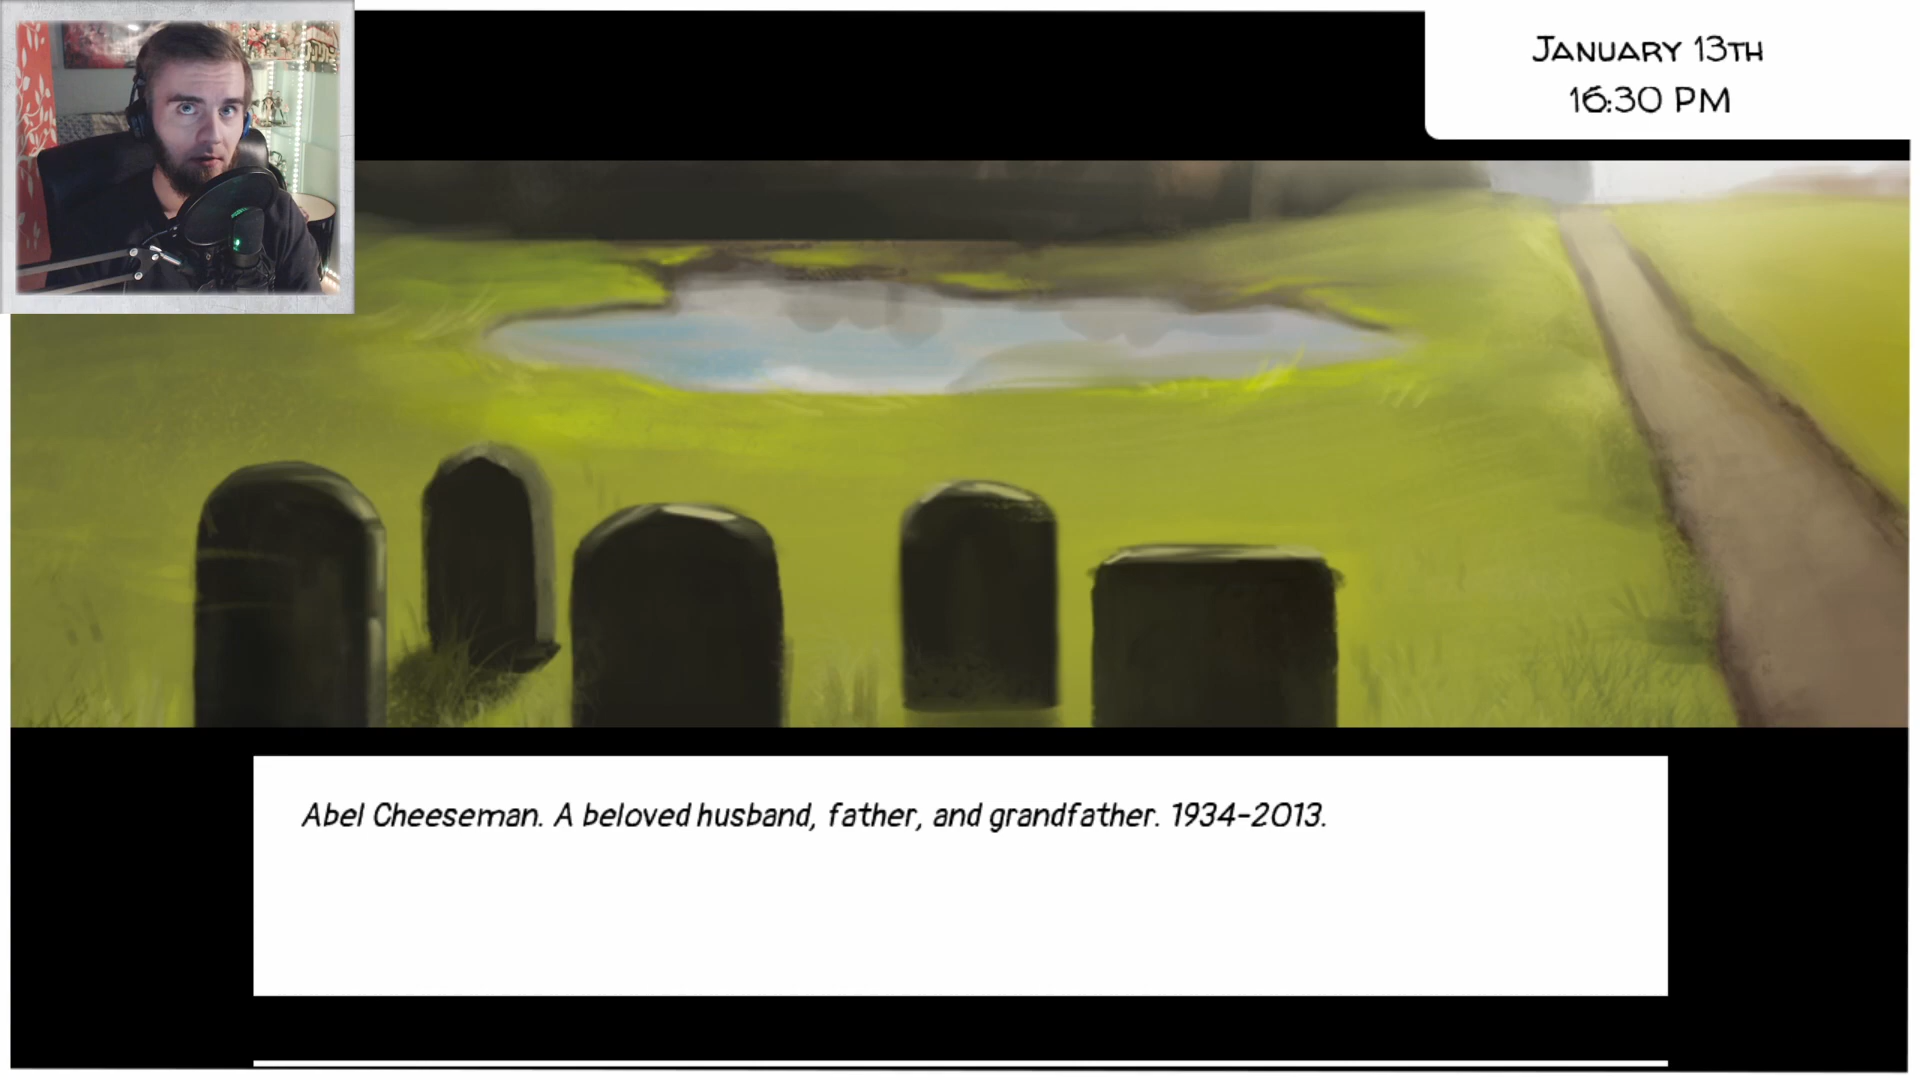 January 13th
16:30 PM
Abel Cheeseman. A beloved husband, father, and grandfather. 1934-2013.